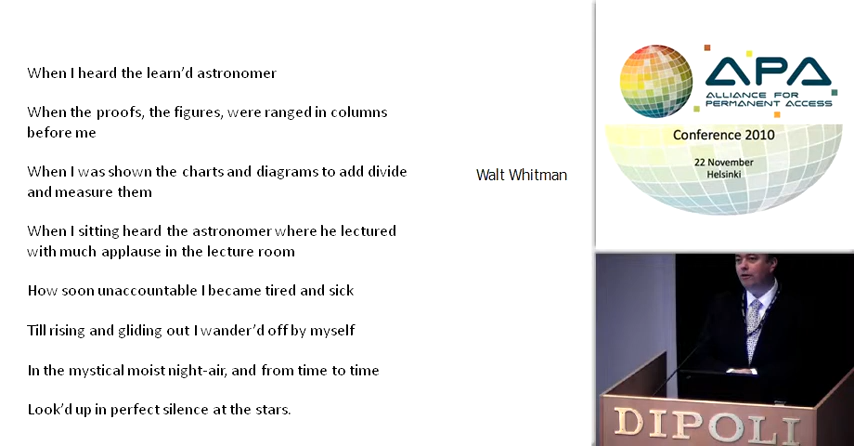 When I heard the learn’d astronomer
When the proofs, the figures, were ranged in columns
before me
When I was shown the charts and diagrams to add divide
and measure them
When I sitting heard the astronomer where he lectured
with much applause in the lecture room
How soon unaccountable I became tired and sick
Till rising and gliding out I wander’d off by myself
In the mystical moist night-air, and from time to time
Look’d up in perfect silence at the stars.
Walt Whitman
APA
ALLIANCE FOR
PERMANENT ACCESS
Conference 2010
22 November
Helsinki
DIPOLI